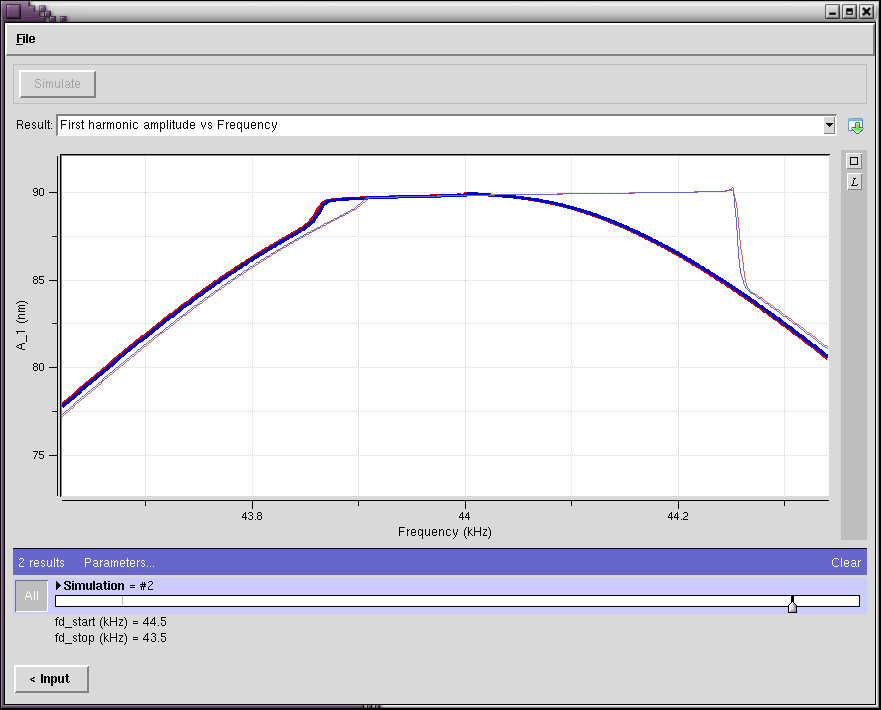 File
Simulate
Result: First harmonic amplitude vs Frequency
L
90
85
80
75
A_1 (nm)
43.8 44 44.2
Frequency (kHz)
2 results Parameters... Clear
All
Simulation = #2
fd_start (kHz) = 44.5
fd_stop (kHz) = 43.5
< Input